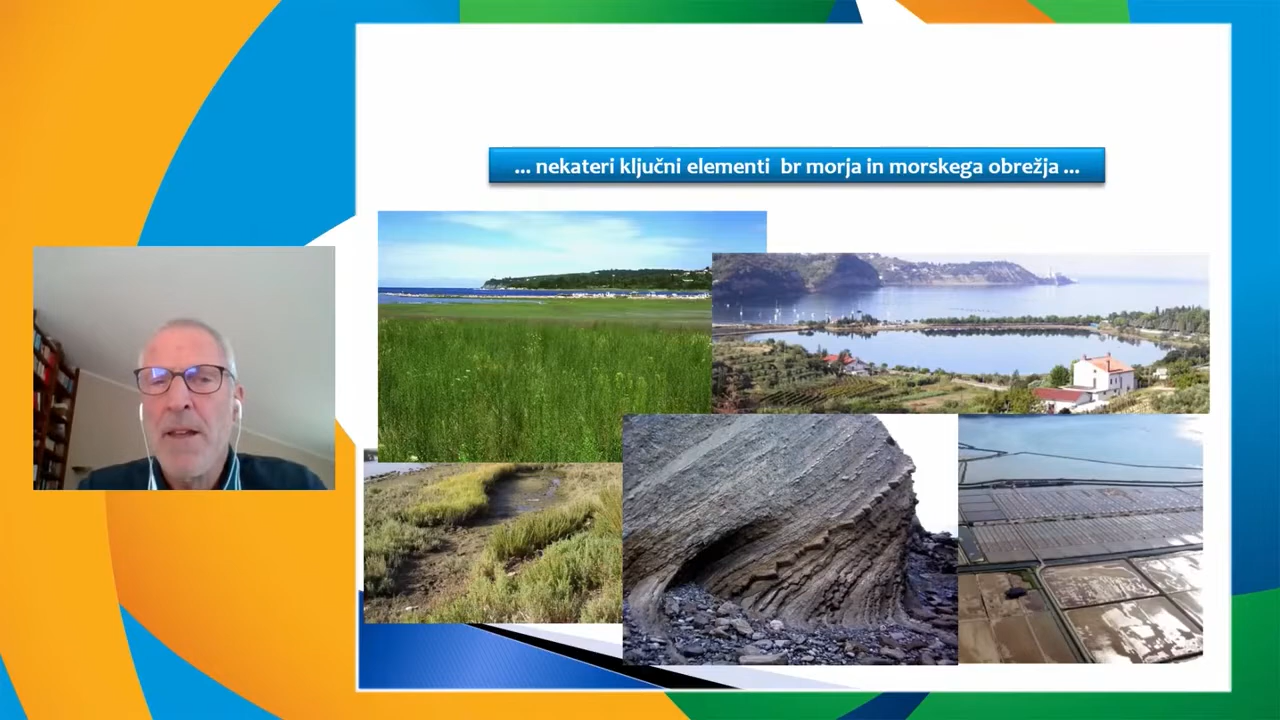 ... nekateri ključni elementi br morja in morskega obrežja ...